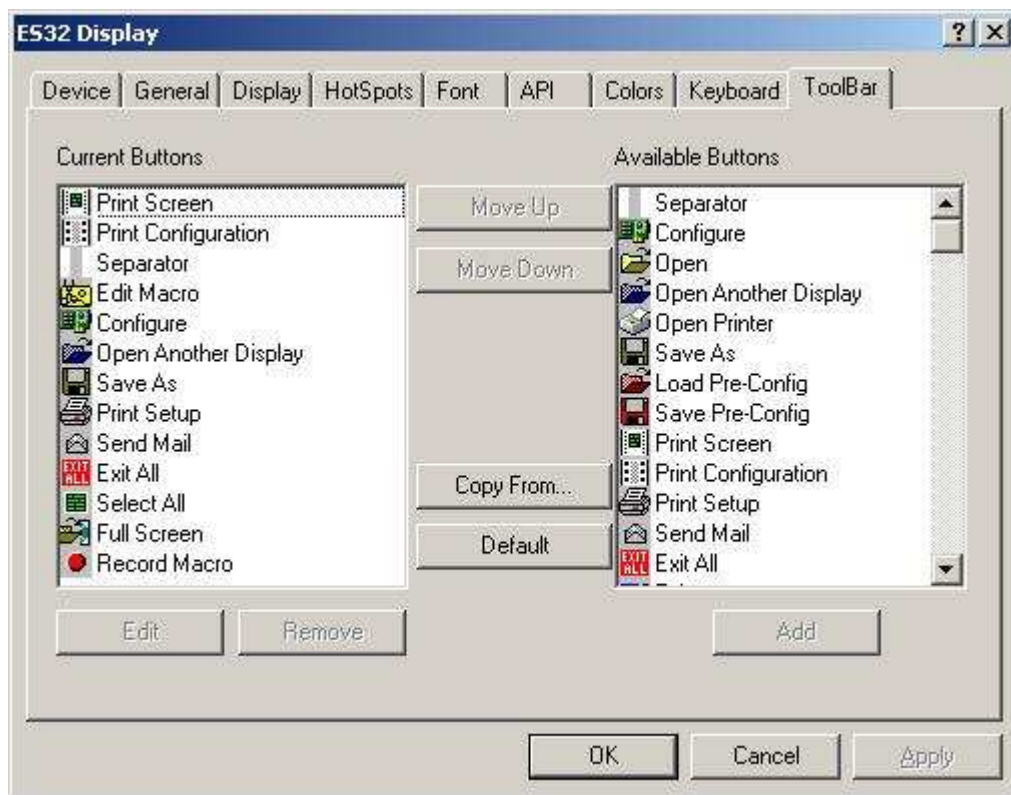 ES32 Display
Device General Display HotSpots Font API Colors Keyboard ToolBar
Current Buttons
Print Screen
Print Configuration
Separator
Edit Macro
Configure
Open Another Display
Save As
Print Setup
Send Mail
EXIT ALL Exit All
Select All
Full Screen
Record Macro
Move Up
Move Down
Copy From...
Default
Available Buttons
Separator
Configure
Open
Open Another Display
Open Printer
Save As
Load Pre-Config
Save Pre-Config
Print Screen
Print Configuration
Print Setup
Send Mail
EXIT ALL Exit All
Edit Remove
Add
OK Cancel Apply